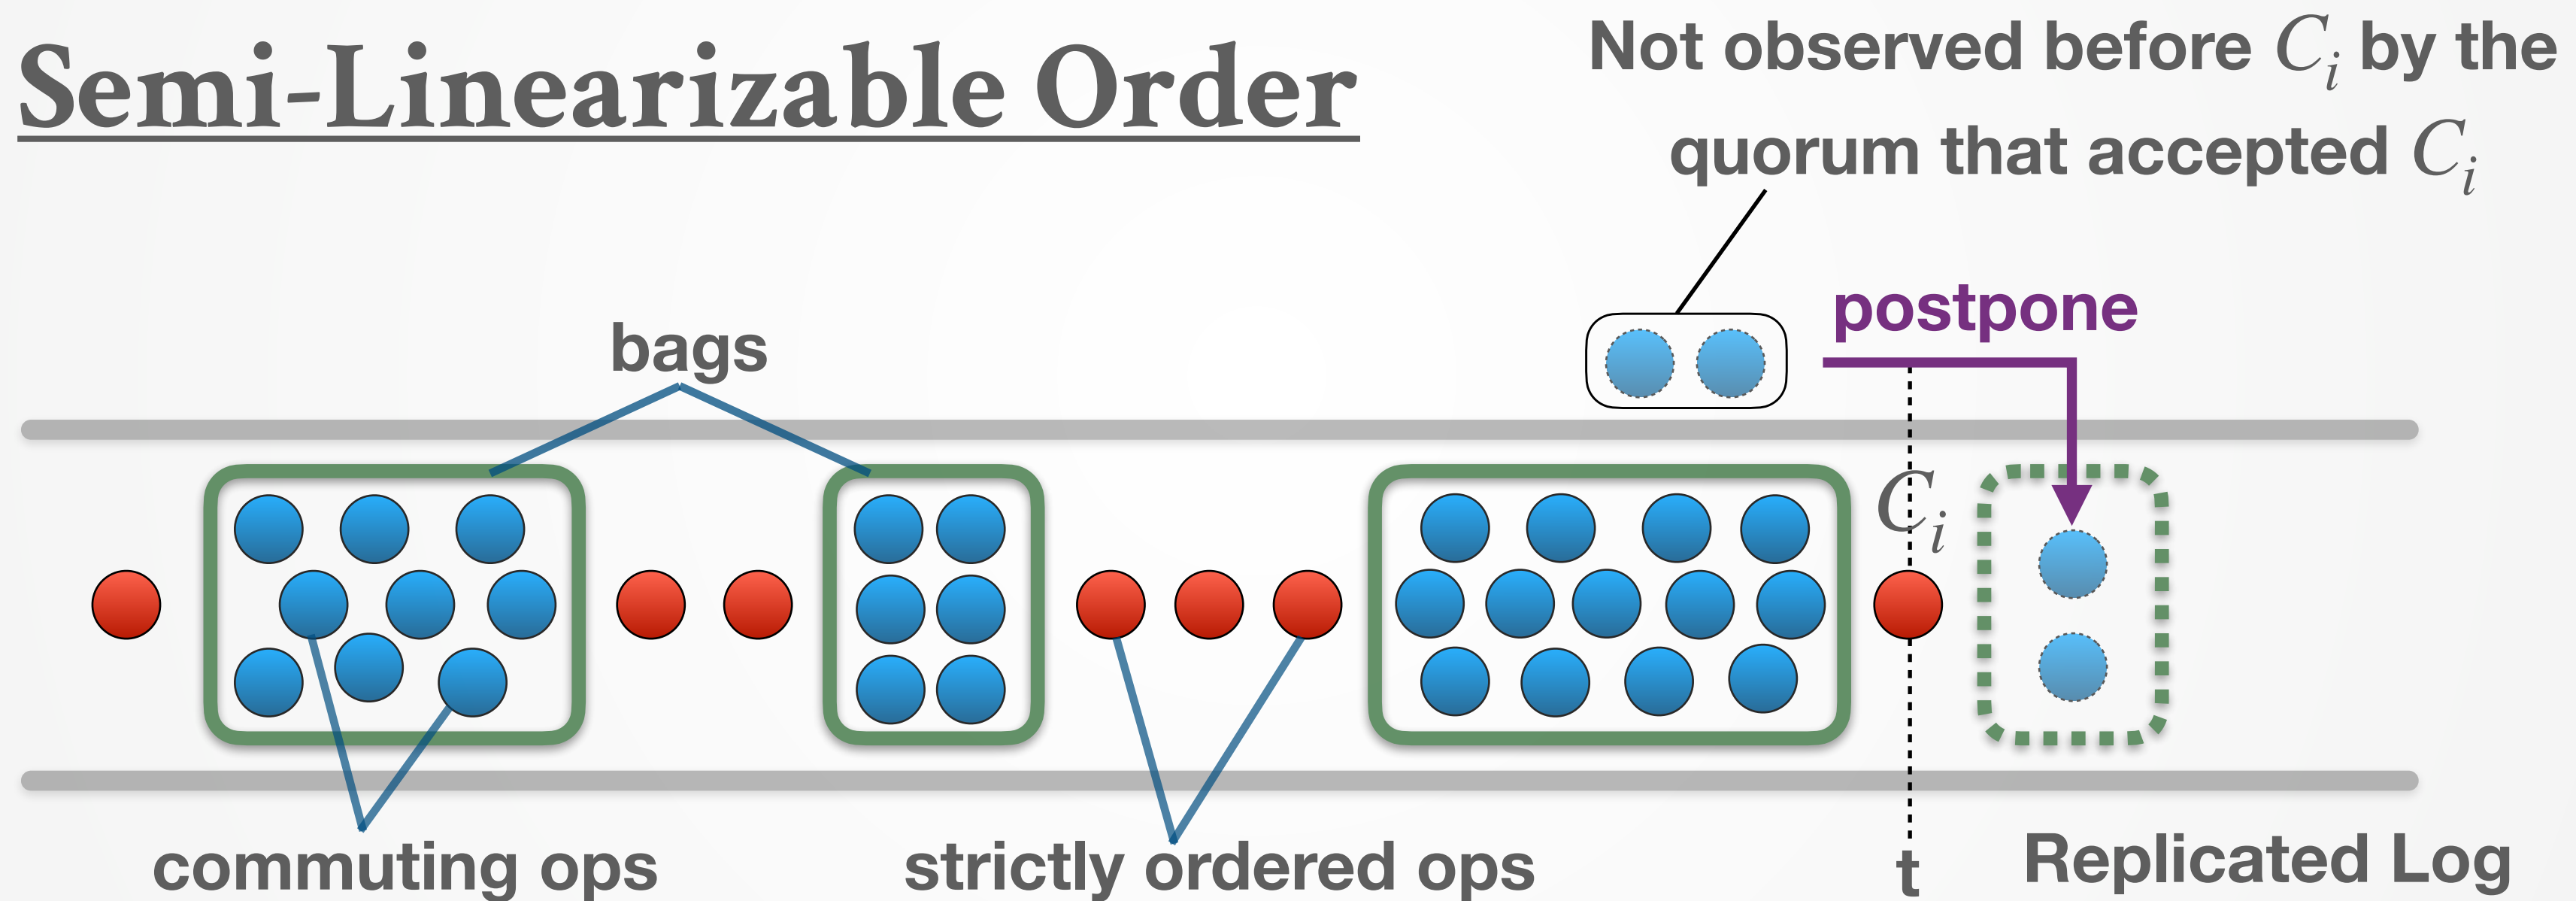 Semi-Linearizable Order
Not observed before Cᵢ by the
quorum that accepted Cᵢ
postpone
bags
Cᵢ
commuting ops
strictly ordered ops
t
Replicated Log